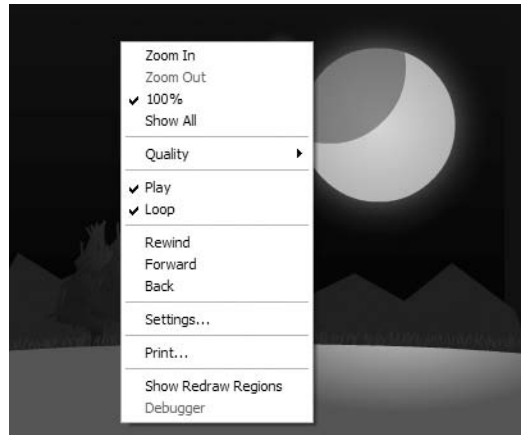 Zoom In
Zoom Out
100%
Show All
Quality
Play
Loop
Rewind
Forward
Back
Settings...
Print...
Show Redraw Regions
Debugger